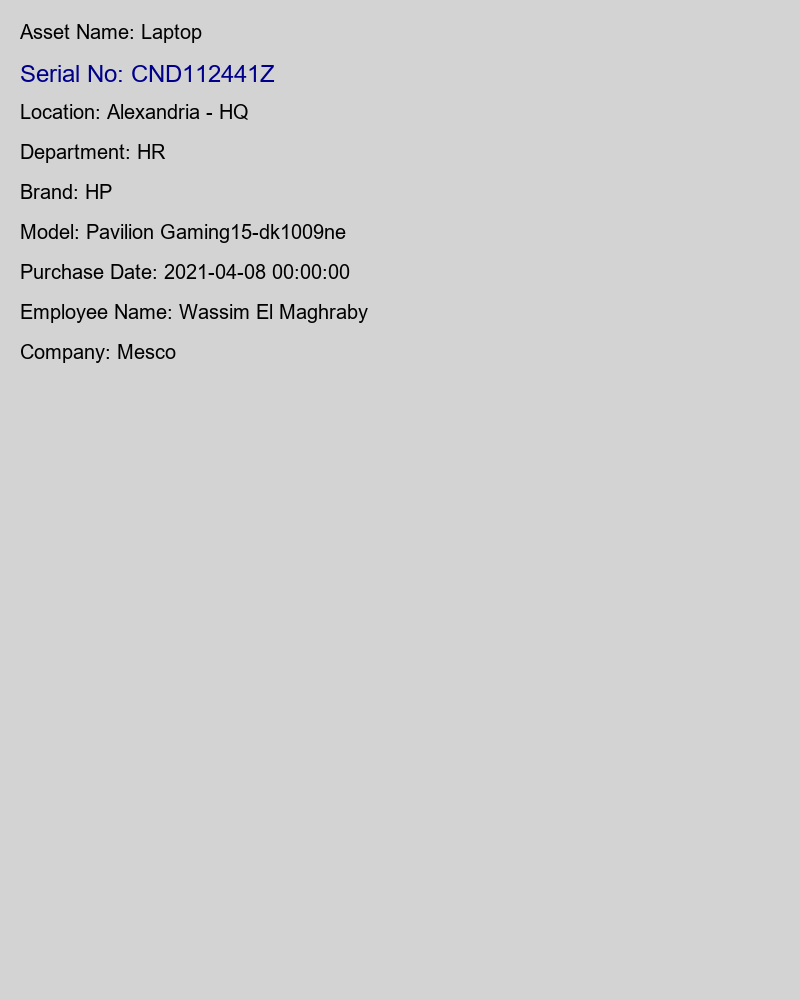 Asset Name: Laptop
Serial No: CND112441Z
Location: Alexandria - HQ
Department: HR
Brand: HP
Model: Pavilion Gaming15-dk1009ne
Purchase Date: 2021-04-08 00:00:00
Employee Name: Wassim El Maghraby
Company: Mesco